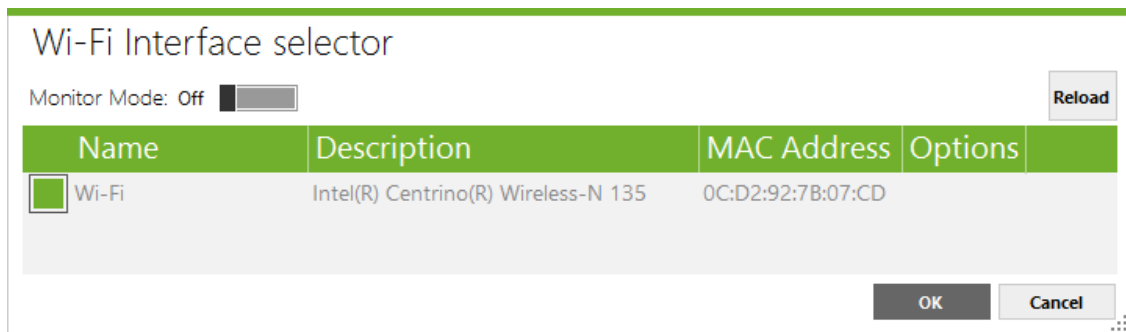 Wi-Fi Interface selector
Monitor Mode: Off
Reload
Name Description MAC Address Options
Wi-Fi Intel(R) Centrino(R) Wireless-N 135 0C:D2:92:7B:07:CD
OK Cancel